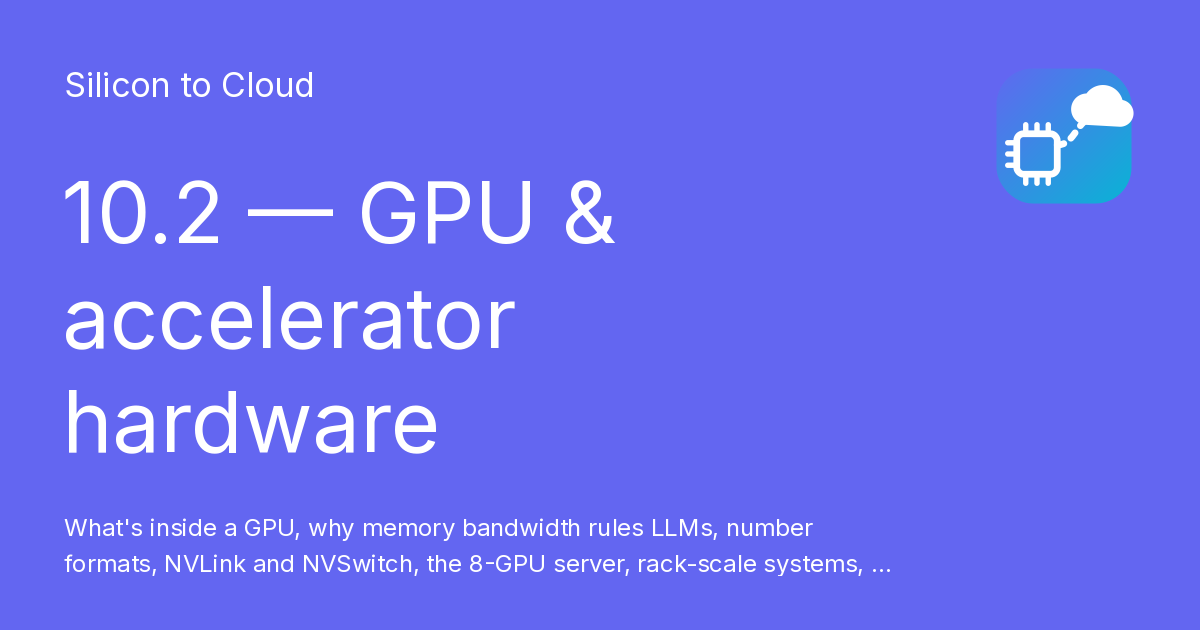 Silicon to Cloud
10.2 — GPU &
accelerator
hardware
What's inside a GPU, why memory bandwidth rules LLMs, number
formats, NVLink and NVSwitch, the 8-GPU server, rack-scale systems, ...